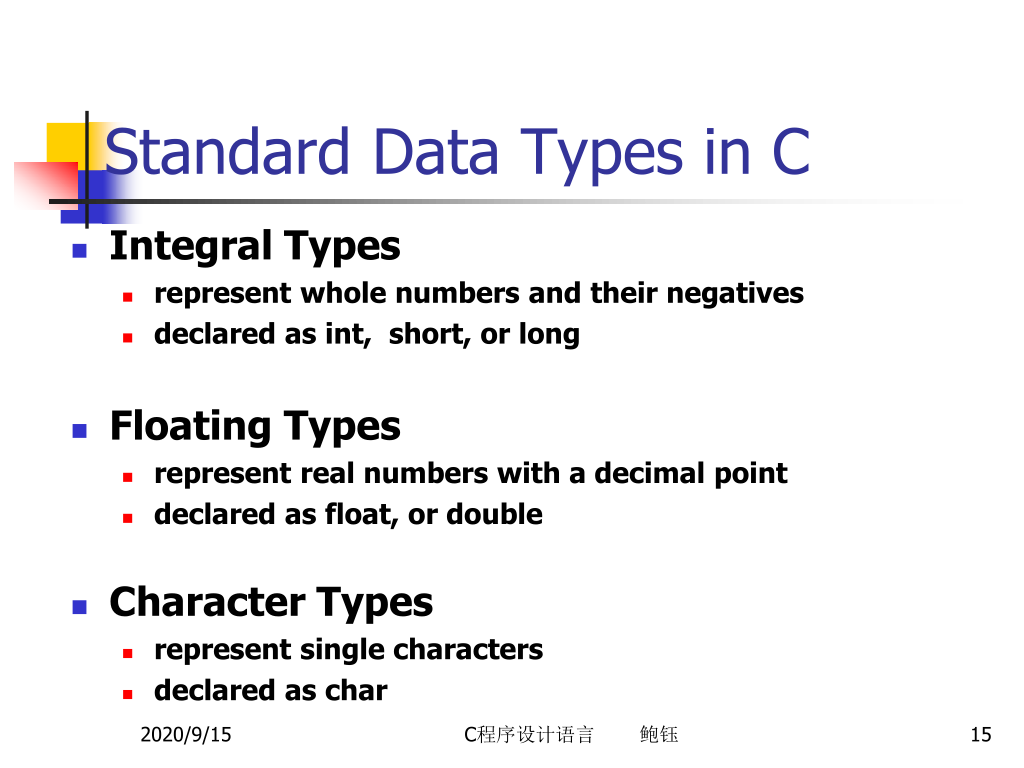 Standard Data Types in C
Integral Types
represent whole numbers and their negatives
declared as int,  short, or long
Floating Types
represent real numbers with a decimal point
declared as float, or double
Character Types
represent single characters
declared as char
2020/9/15 C程序设计语言 鲍钰 15